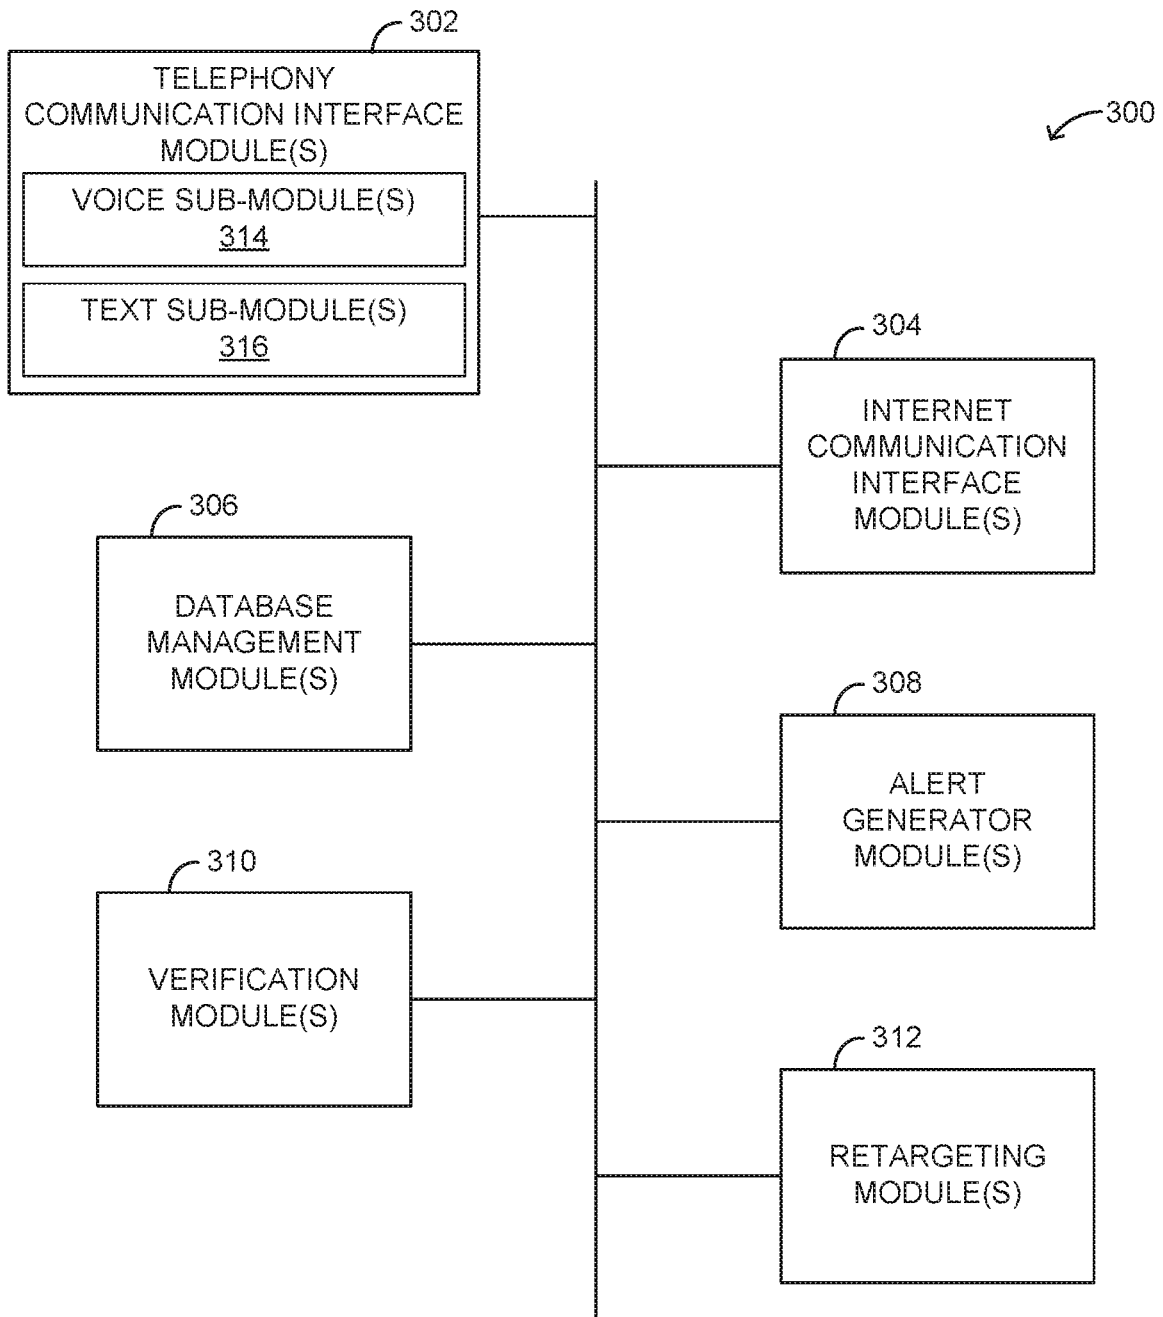 302
TELEPHONY
COMMUNICATION INTERFACE
MODULE(S)
VOICE SUB-MODULE(S)
314
TEXT SUB-MODULE(S)
316
300
304
INTERNET
COMMUNICATION
INTERFACE
MODULE(S)
306
DATABASE
MANAGEMENT
MODULE(S)
308
ALERT
GENERATOR
MODULE(S)
310
VERIFICATION
MODULE(S)
312
RETARGETING
MODULE(S)